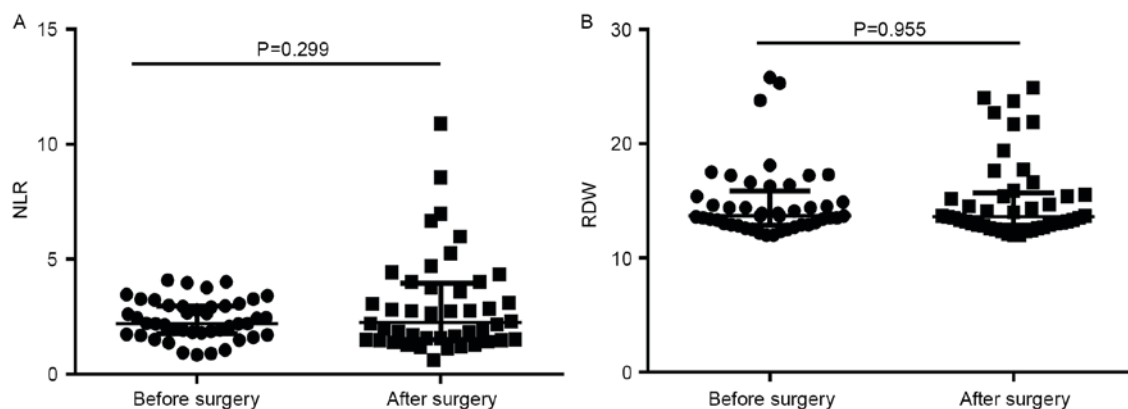 A
15
10
5
0
NLR
P=0.299
Before surgery
After surgery
B
30
20
10
0
RDW
P=0.955
Before surgery
After surgery